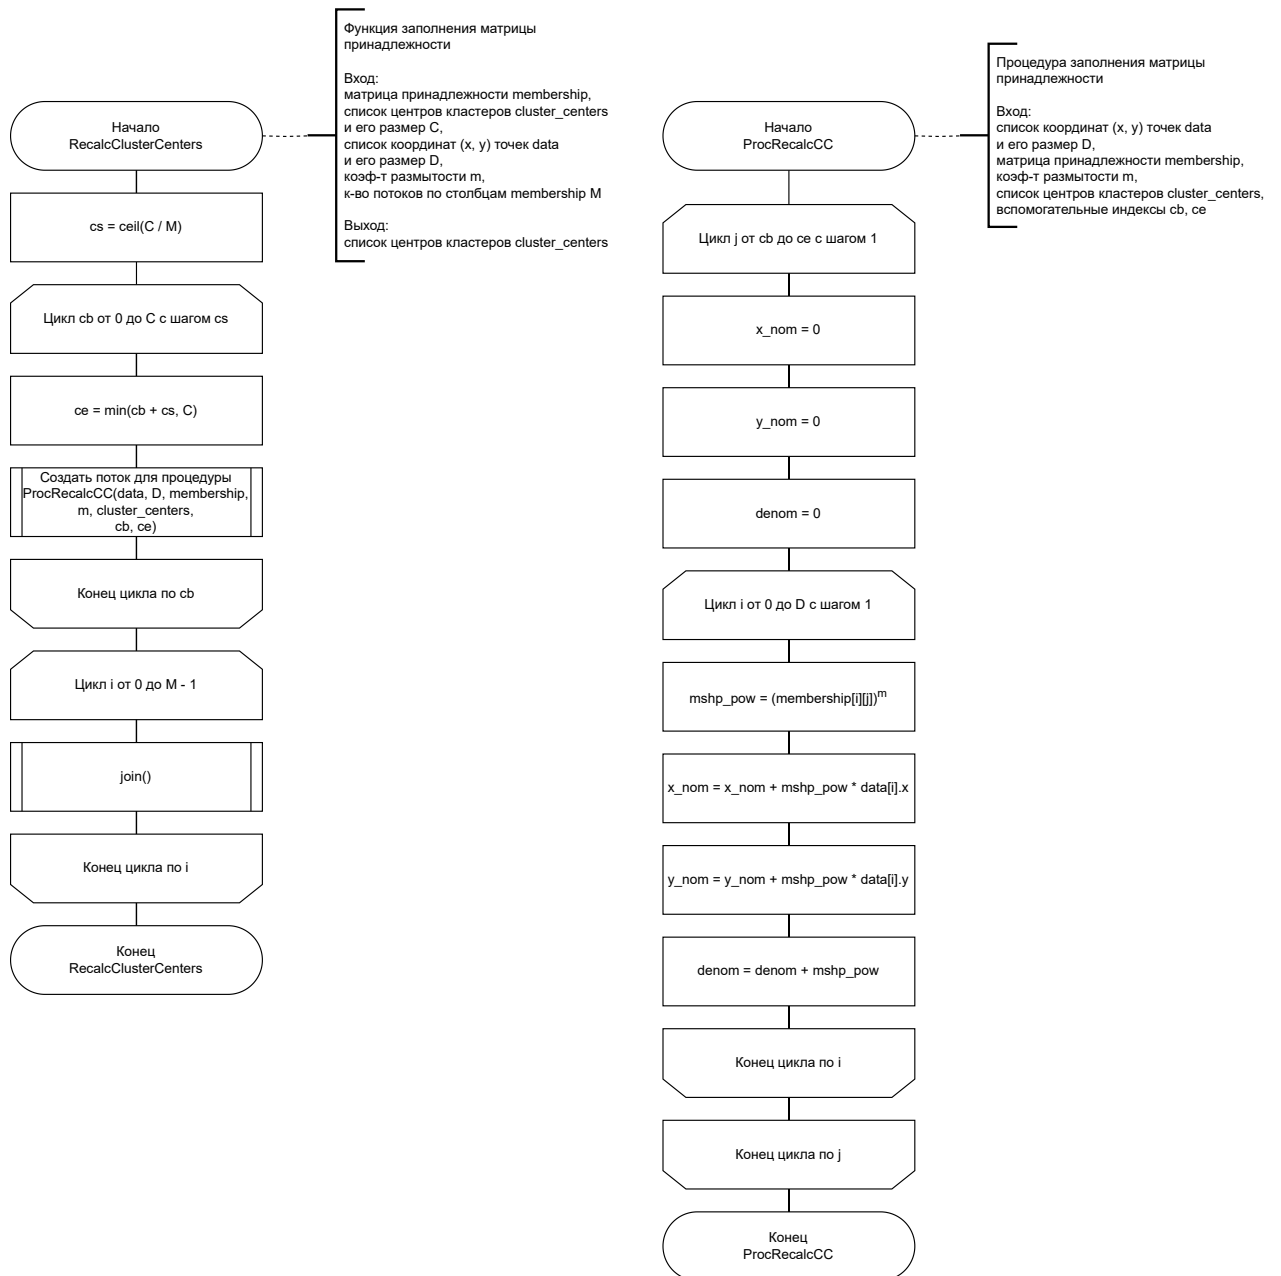 Начало
RecalcClusterCenters
Функция заполнения матрицы
принадлежности
Вход:
матрица принадлежности membership,
список центров кластеров cluster_centers
и его размер C,
список координат (x, y) точек data
и его размер D,
коэф-т размытости m,
к-во потоков по столбцам membership M
Выход:
список центров кластеров cluster_centers
cs = ceil(C / M)
Цикл cb от 0 до C с шагом cs
ce = min(cb + cs, C)
Создать поток для процедуры
ProcRecalcCC(data, D, membership,
m, cluster_centers,
cb, ce)
Конец цикла по cb
Цикл i от 0 до M - 1
join()
Конец цикла по i
Конец
RecalcClusterCenters
Начало
ProcRecalcCC
Процедура заполнения матрицы
принадлежности
Вход:
список координат (x, y) точек data
и его размер D,
матрица принадлежности membership,
коэф-т размытости m,
список центров кластеров cluster_centers,
вспомогательные индексы cb, ce
Цикл j от cb до ce с шагом 1
x_nom = 0
y_nom = 0
denom = 0
Цикл i от 0 до D с шагом 1
mshp_pow = (membership[i][j])^m
x_nom = x_nom + mshp_pow * data[i].x
y_nom = y_nom + mshp_pow * data[i].y
denom = denom + mshp_pow
Конец цикла по i
Конец цикла по j
Конец
ProcRecalcCC